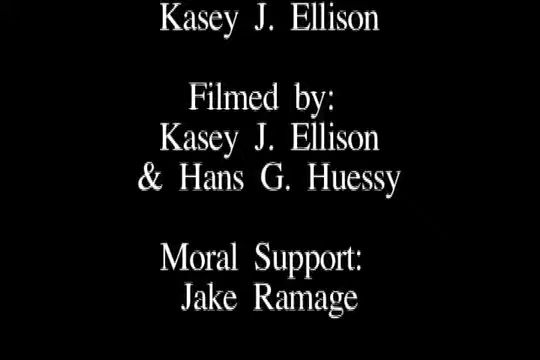 Kasey J. Ellison
Filmed by:
Kasey J. Ellison
& Hans G. Huessy
Moral Support:
Jake Ramage